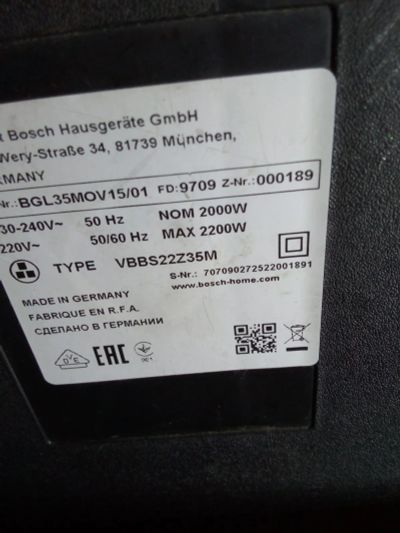 Bosch Hausgeräte GmbH
Wery-Straße 34, 81739 München,
RMANY
Nr.: BGL35MOV15/01 FD: 9709 Z-Nr.: 000189
30-240V~ 50 Hz NOM 2000W
220V~ 50/60 Hz MAX 2200W
TYPE VBBS22Z35M
S-Nr.: 707090272522001891
www.bosch-home.com
MADE IN GERMANY
FABRIQUE EN R.F.A.
СДЕЛАНО В ГЕРМАНИИ
EAC